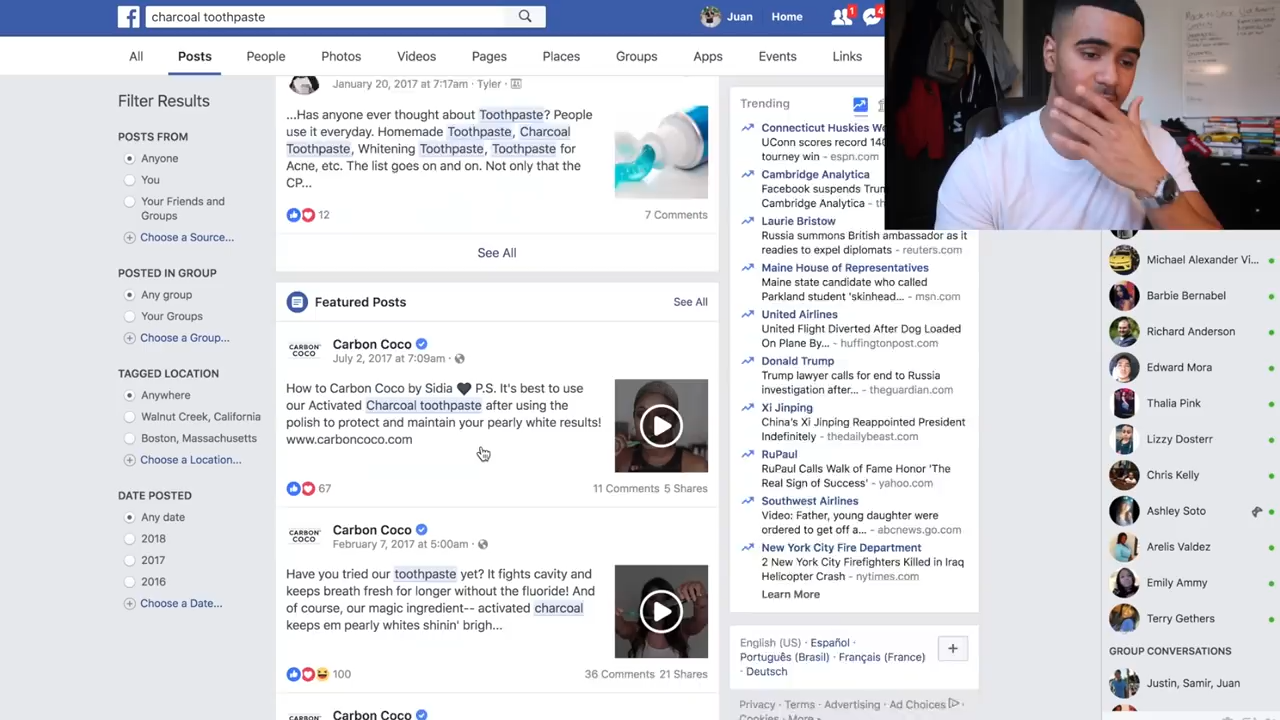 charcoal toothpaste
Juan
Home
1
4
All
Posts
People
Photos
Videos
Pages
Places
Groups
Apps
Events
Links
Filter Results
POSTS FROM
Anyone
You
Your Friends and
Groups
Choose a Source...
POSTED IN GROUP
Any group
Your Groups
Choose a Group...
TAGGED LOCATION
Anywhere
Walnut Creek, California
Boston, Massachusetts
Choose a Location...
DATE POSTED
Any date
2018
2017
2016
Choose a Date...
January 20, 2017 at 7:17am · Tyler ·
...Has anyone ever thought about Toothpaste? People
use it everyday. Homemade Toothpaste, Charcoal
Toothpaste, Whitening Toothpaste, Toothpaste for
Acne, etc. The list goes on and on. Not only that the
CP...
12
7 Comments
See All
Featured Posts
See All
CARBON
COCO
Carbon Coco
July 2, 2017 at 7:09am ·
How to Carbon Coco by Sidia 🖤 P.S. It's best to use
our Activated Charcoal toothpaste after using the
polish to protect and maintain your pearly white results!
www.carboncoco.com
67
11 Comments 5 Shares
CARBON
COCO
Carbon Coco
February 7, 2017 at 5:00am ·
Have you tried our toothpaste yet? It fights cavity and
keeps breath fresh for longer without the fluoride! And
of course, our magic ingredient-- activated charcoal
keeps em pearly whites shinin' brigh...
100
36 Comments 21 Shares
CARBON
Carbon Coco
Trending
Connecticut Huskies Wo
UConn scores record 140
tourney win - espn.com
Cambridge Analytica
Facebook suspends Trun
Cambridge Analytica - th
Laurie Bristow
Russia summons British ambassador as it
readies to expel diplomats - reuters.com
Maine House of Representatives
Maine state candidate who called
Parkland student 'skinhead... - msn.com
United Airlines
United Flight Diverted After Dog Loaded
On Plane By... - huffingtonpost.com
Donald Trump
Trump lawyer calls for end to Russia
investigation after... - theguardian.com
Xi Jinping
China's Xi Jinping Reappointed President
Indefinitely - thedailybeast.com
RuPaul
RuPaul Calls Walk of Fame Honor 'The
Real Sign of Success' - yahoo.com
Southwest Airlines
Video: Father, young daughter were
ordered to get off a... - abcnews.go.com
New York City Fire Department
2 New York City Firefighters Killed in Iraq
Helicopter Crash - nytimes.com
Learn More
English (US) · Español ·
Português (Brasil) · Français (France)
· Deutsch
Privacy · Terms · Advertising · Ad Choices
Cookies · More
Michael Alexander Vi...
Barbie Bernabel
Richard Anderson
Edward Mora
Thalia Pink
Lizzy Dosterr
Chris Kelly
Ashley Soto
Arelis Valdez
Emily Ammy
Terry Gethers
GROUP CONVERSATIONS
Justin, Samir, Juan